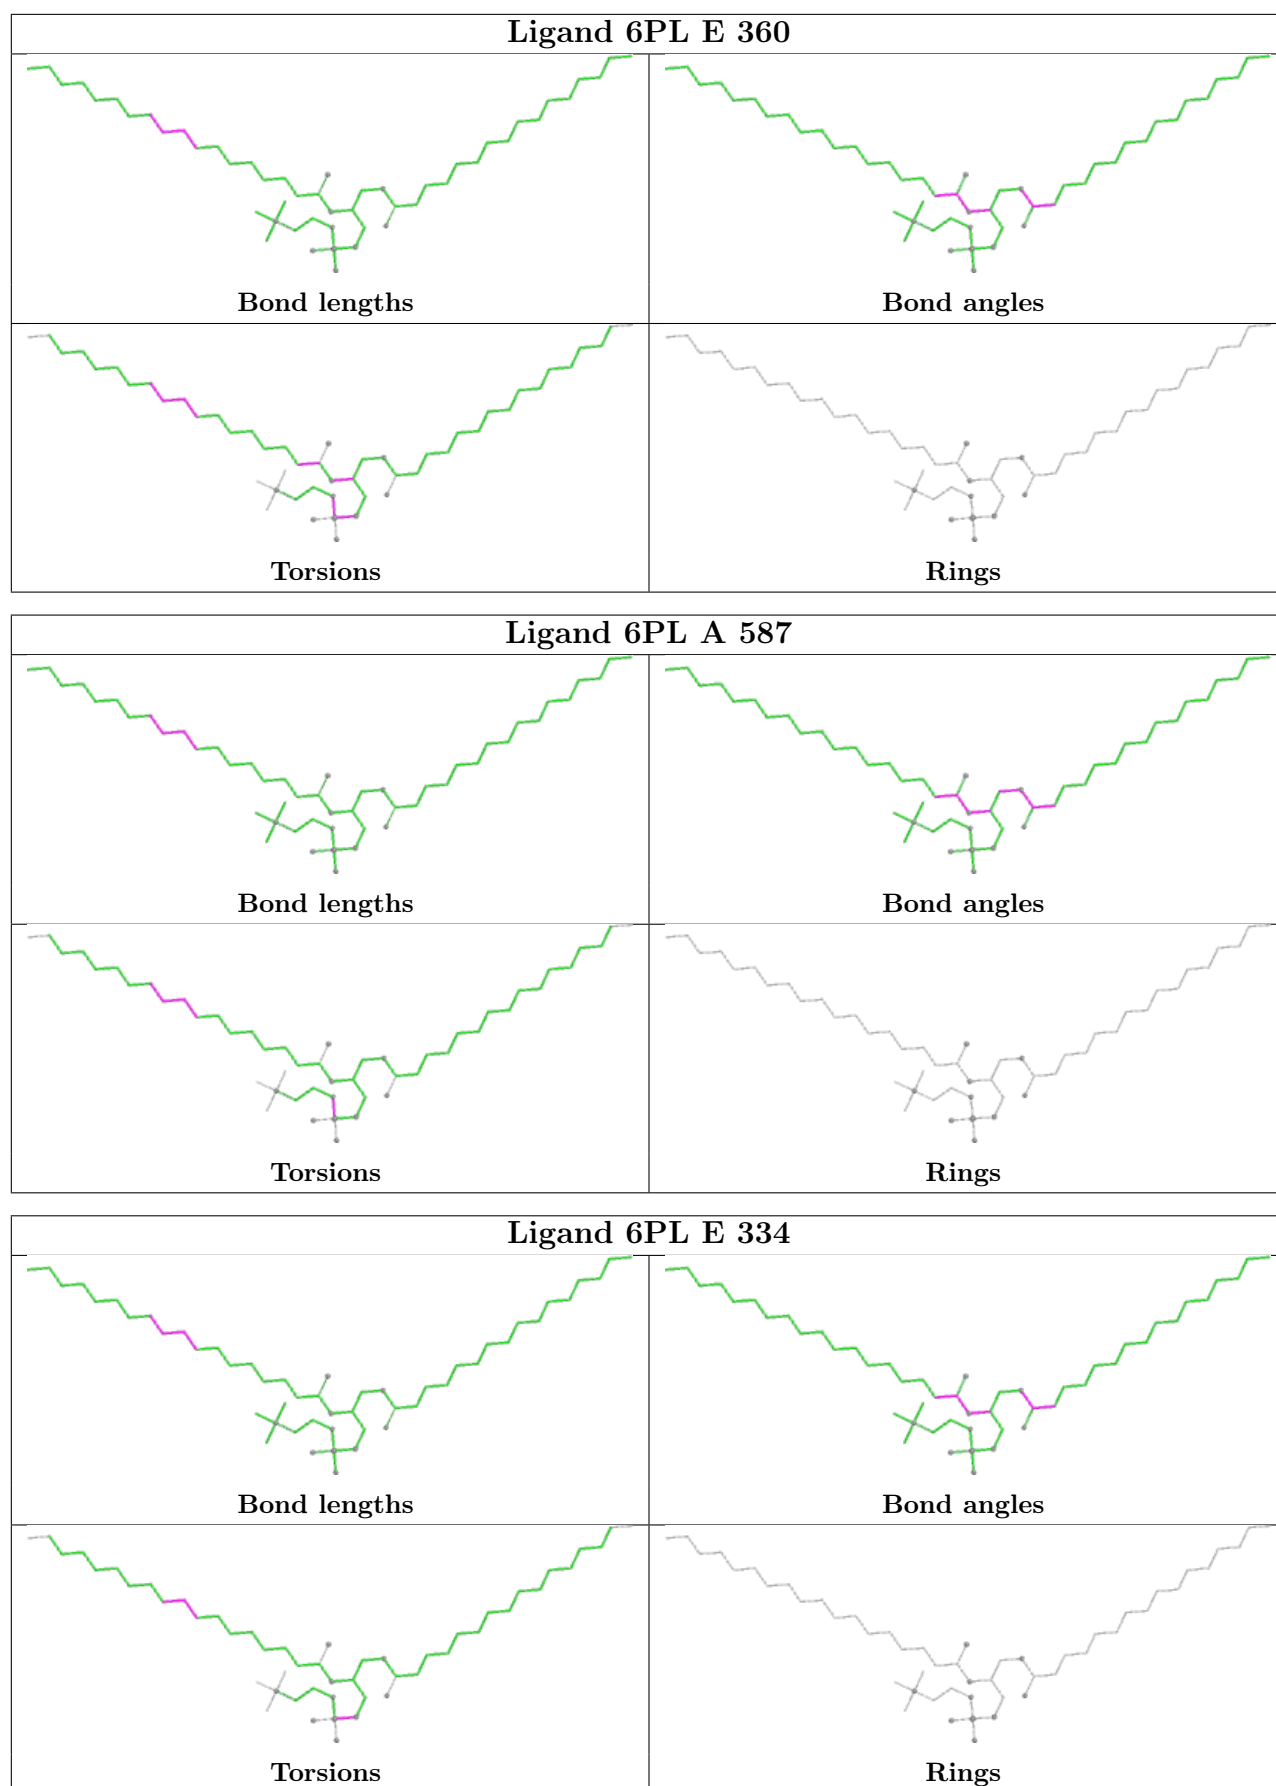 Ligand 6PL E 360
Bond lengths
Bond angles
Torsions
Rings
Ligand 6PL A 587
Bond lengths
Bond angles
Torsions
Rings
Ligand 6PL E 334
Bond lengths
Bond angles
Torsions
Rings